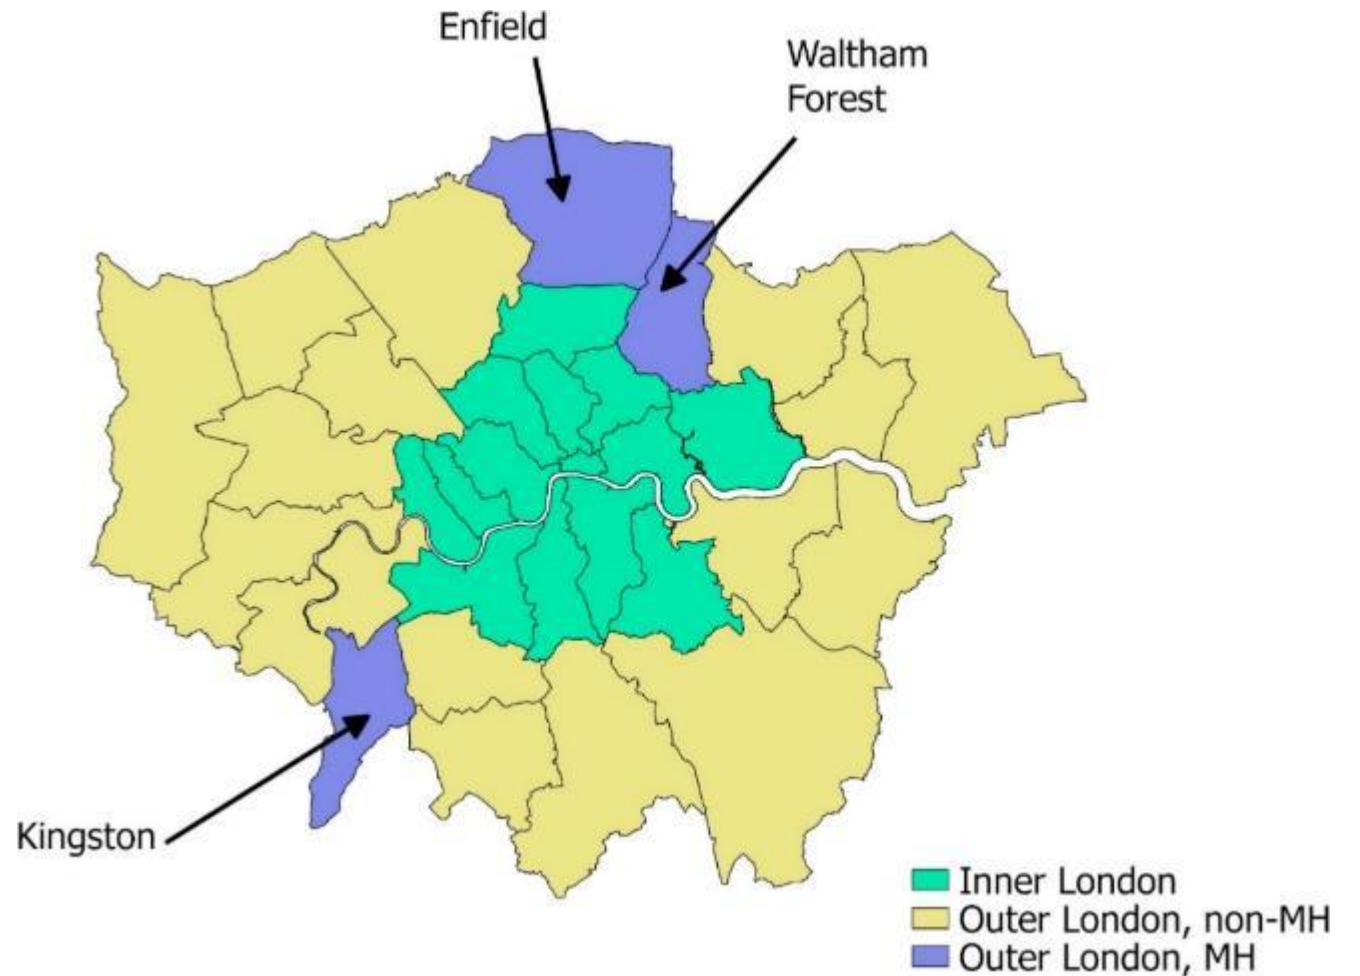 Enfield
Waltham
Forest
Kingston
Inner London
Outer London, non-MH
Outer London, MH